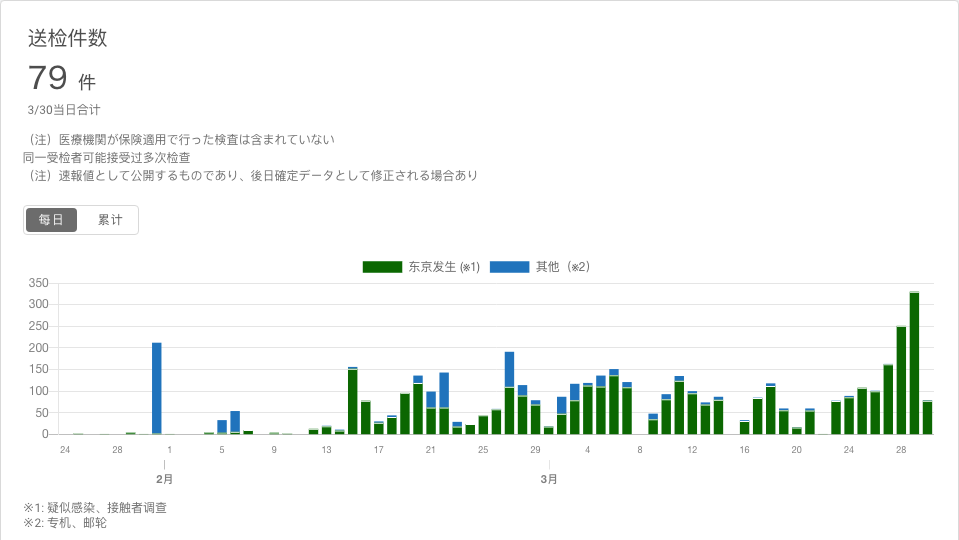 送检件数
79 件
3/30当日合计
（注）医療機関が保険適用で行った検査は含まれていない
同一受检者可能接受过多次检查
（注）速報値として公開するものであり、後日確定データとして修正される場合あり
每日 累计
东京发生 (※1) 其他（※2）
350
300
250
200
150
100
50
0
24 28 1 5 9 13 17 21 25 29 4 8 12 16 20 24 28
2月 3月
※1: 疑似感染、接触者调查
※2: 专机、邮轮